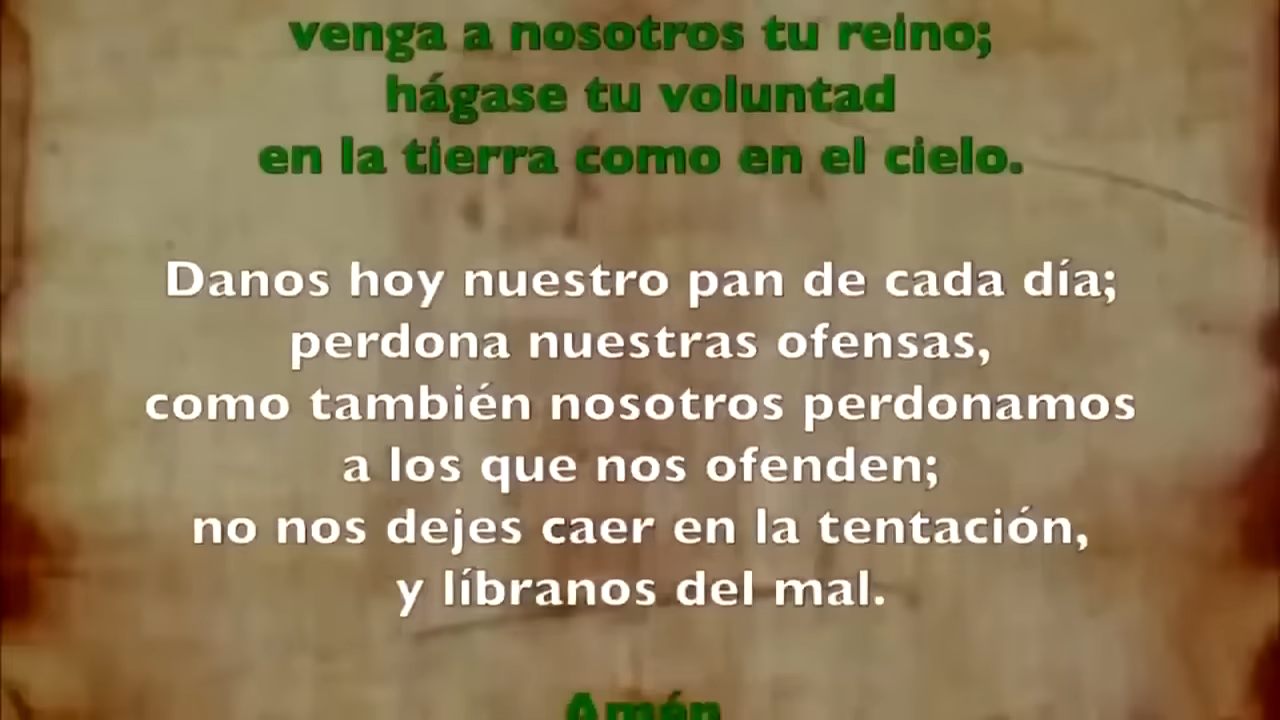 venga a nosotros tu reino;
hágase tu voluntad
en la tierra como en el cielo.
Danos hoy nuestro pan de cada día;
perdona nuestras ofensas,
como también nosotros perdonamos
a los que nos ofenden;
no nos dejes caer en la tentación,
y líbranos del mal.
Amén